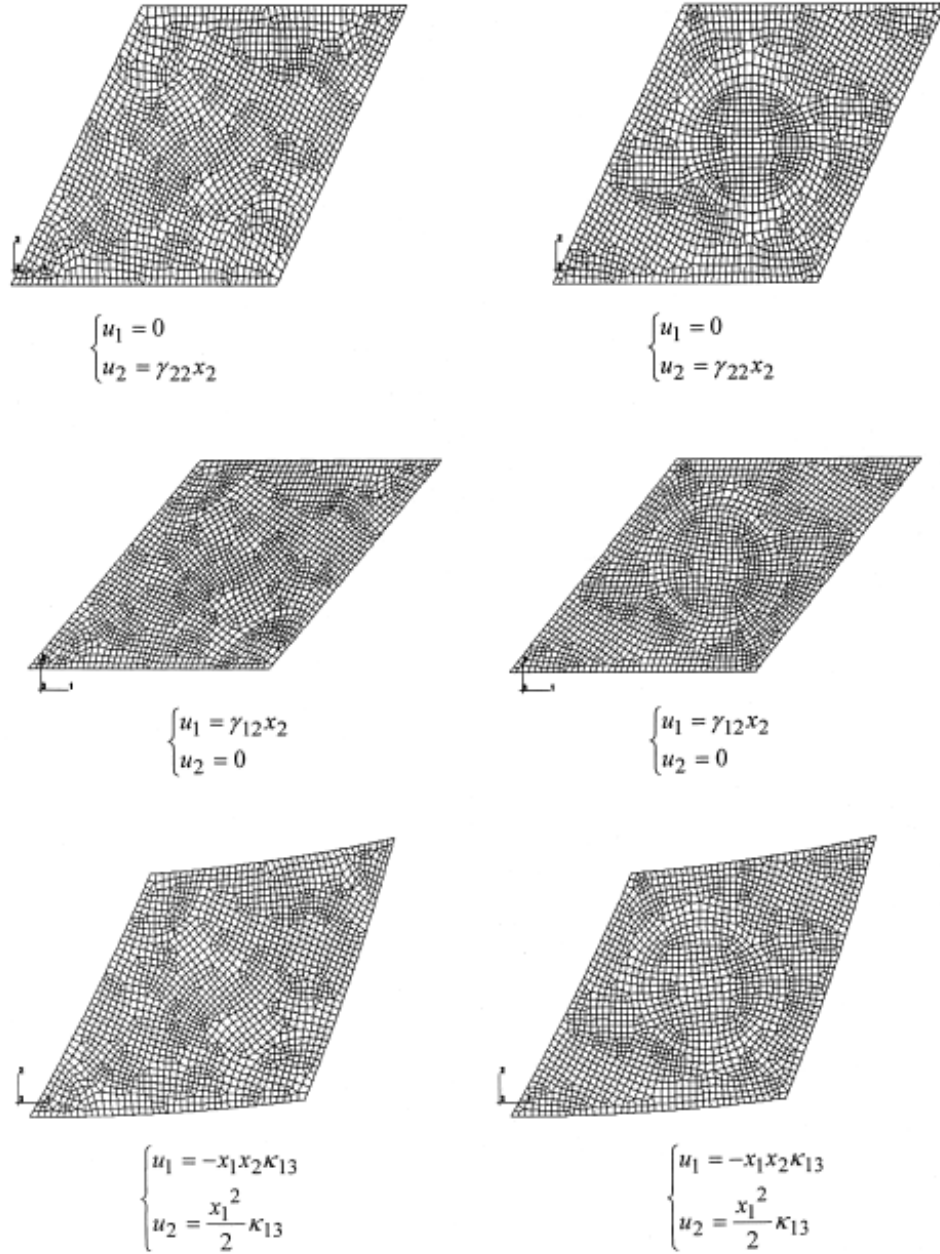 u₁ = 0
u₂ = γ₂₂x₂
u₁ = 0
u₂ = γ₂₂x₂
u₁ = γ₁₂x₂
u₂ = 0
u₁ = γ₁₂x₂
u₂ = 0
u₁ = −x₁x₂κ₁₃
u₂ = x₁²/2 κ₁₃
u₁ = −x₁x₂κ₁₃
u₂ = x₁²/2 κ₁₃